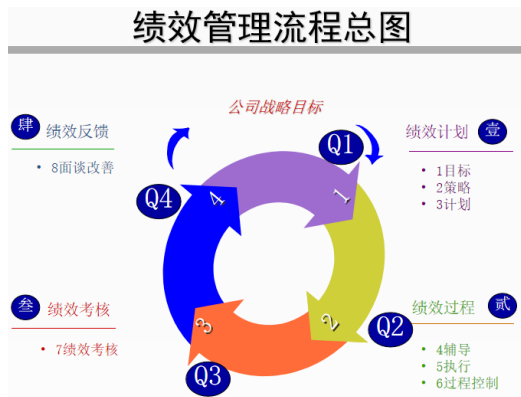 绩效管理流程总图
公司战略目标
肆 绩效反馈
• 8面谈改善
Q1
绩效计划 壹
• 1目标
• 2策略
• 3计划
Q4
4
1
叁 绩效考核
• 7绩效考核
3
2
Q3
Q2
绩效过程 贰
• 4辅导
• 5执行
• 6过程控制